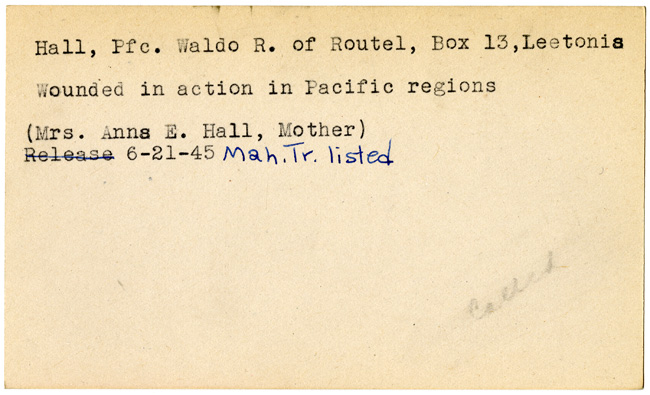 Hall, Pfc. Waldo R. of Routel, Box 13,Leetonia
Wounded in action in Pacific regions
(Mrs. Anna E. Hall, Mother)
Release 6-21-45 Mah.Tr. listed
Called